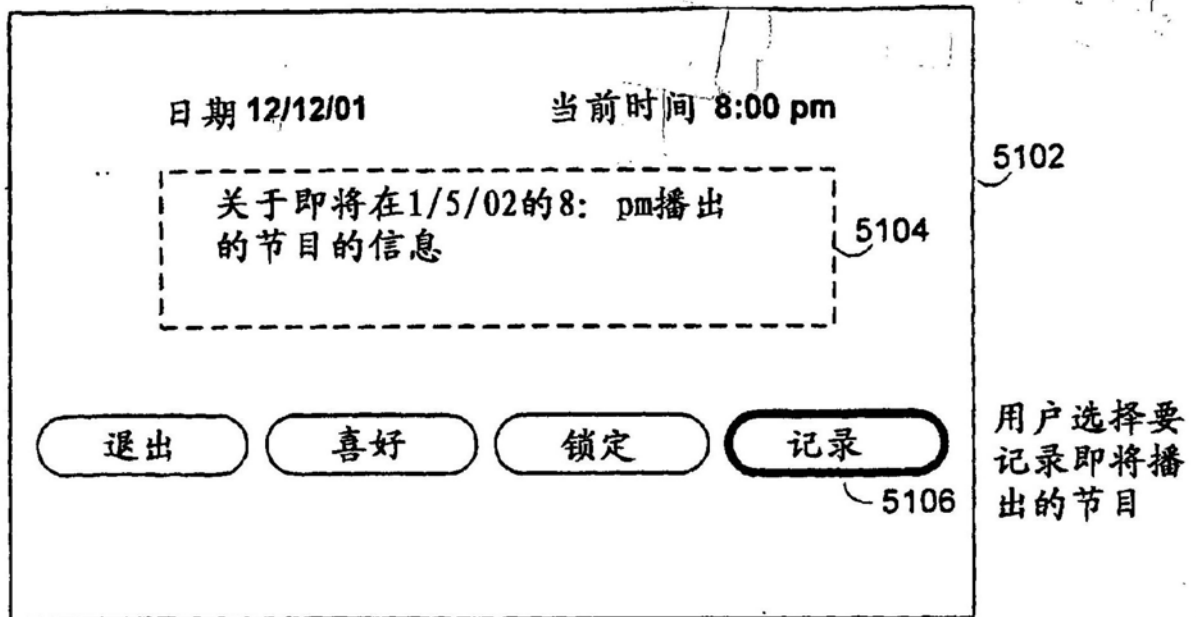 日期 12/12/01
当前时间 8:00 pm
5102
关于即将在1/5/02的8: pm播出
的节目的信息
5104
退出
喜好
锁定
记录
5106
用户选择要
记录即将播
出的节目